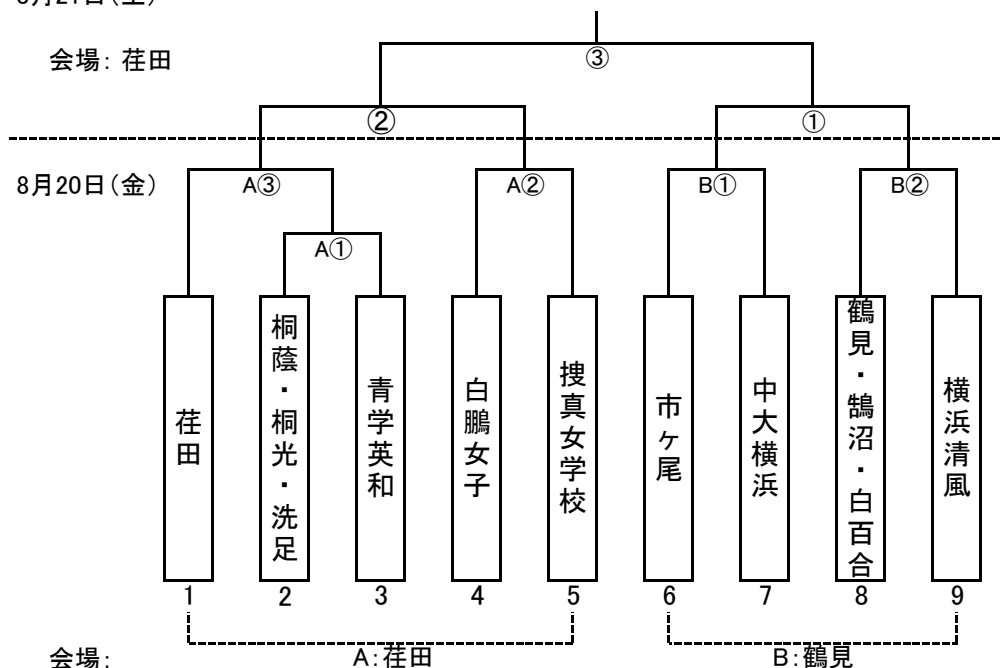 会場: 荏田
③
②
①
8月20日(金)
A③
A②
B①
B②
A①
荏田
桐蔭・桐光・洗足
青学英和
白鵬女子
捜真女学校
市ヶ尾
中大横浜
鶴見・鵠沼・白百合
横浜清風
1 2 3 4 5 6 7 8 9
会場:
A:荏田
B:鶴見